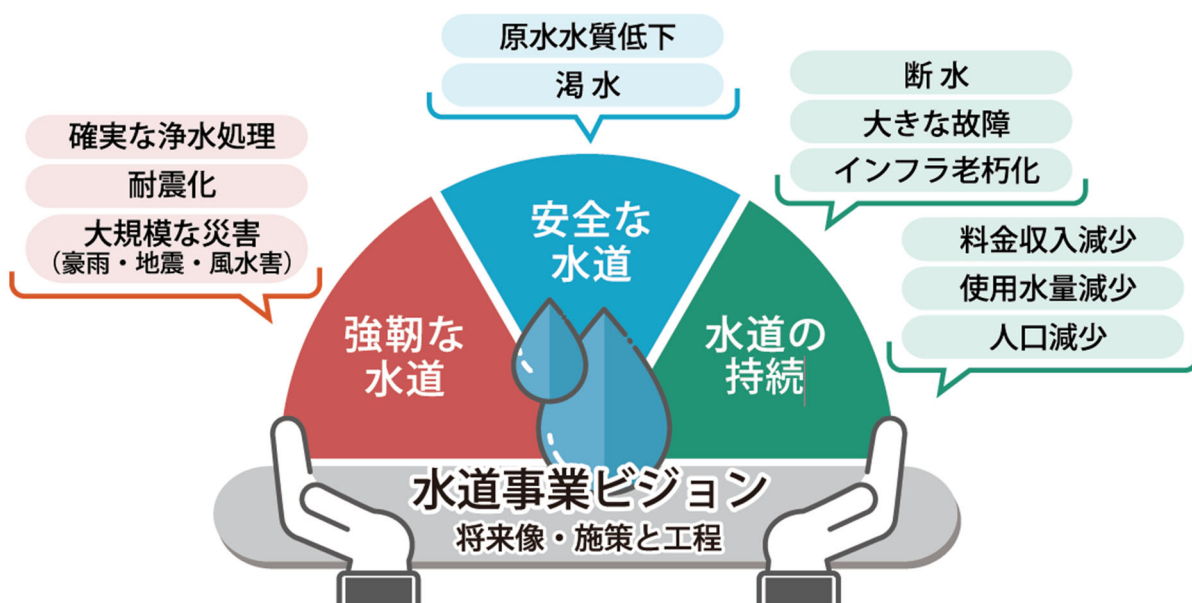 原水水質低下
渇水
断水
大きな故障
インフラ老朽化
確実な浄水処理
耐震化
大規模な災害
（豪雨・地震・風水害）
料金収入減少
使用水量減少
人口減少
強靭な
水道
安全な
水道
水道の
持続
水道事業ビジョン
将来像・施策と工程